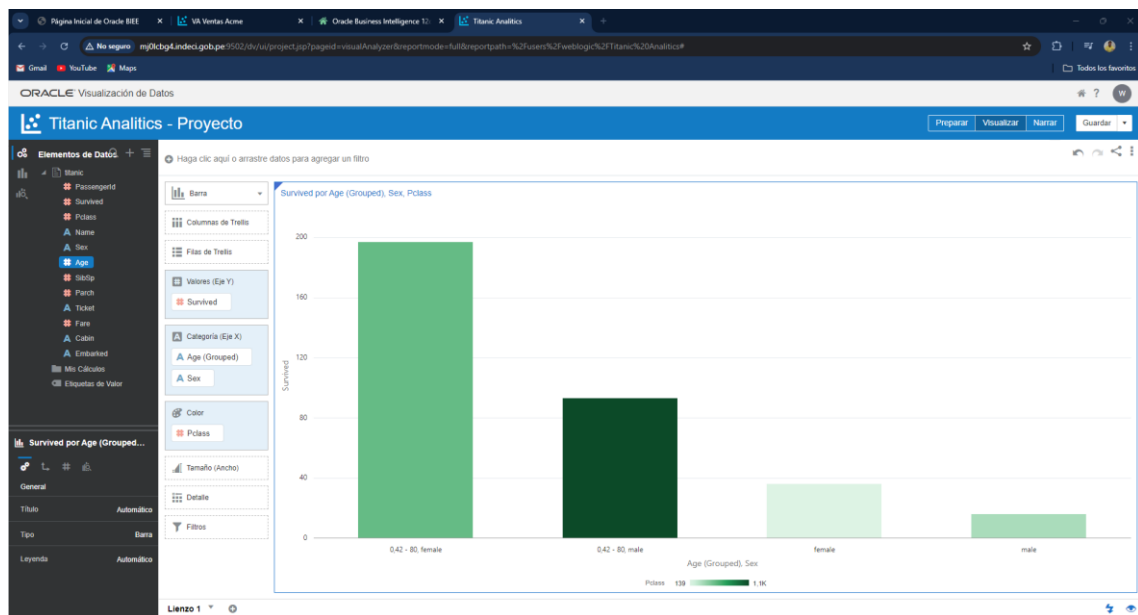 Página Inicial de Oracle BIEE
VA Ventas Acme
Oracle Business Intelligence 12
Titanic Analytics
No seguro
mj0lcbg4.indeci.gob.pe:9502/dv/ui/project.jsp?pageid=visualAnalyzer&reportmode=full&reportpath=%2Fusers%2Fweblogic%2FTitanic%20Analytics#
Gmail
YouTube
Maps
Todos los favoritos
ORACLE Visualización de Datos
W
Titanic Analitics - Proyecto
Preparar
Visualizar
Narrar
Guardar
Elementos de Datos
titanic
PassengerId
Survived
Pclass
Name
Sex
Age
SibSp
Parch
Ticket
Fare
Cabin
Embarked
Mis Cálculos
Etiquetas de Valor
Survived por Age (Grouped...
General
Título Automático
Tipo Barra
Leyenda Automático
Haga clic aquí o arrastre datos para agregar un filtro
Barra
Columnas de Trellis
Filas de Trellis
Valores (Eje Y)
Survived
Categoría (Eje X)
Age (Grouped)
Sex
Color
Pclass
Tamaño (Ancho)
Detalle
Filtros
Survived por Age (Grouped), Sex, Pclass
200
160
120
80
40
0
Survived
0,42 - 80, female
0,42 - 80, male
female
male
Age (Grouped), Sex
Pclass 139 1,1K
Lienzo 1